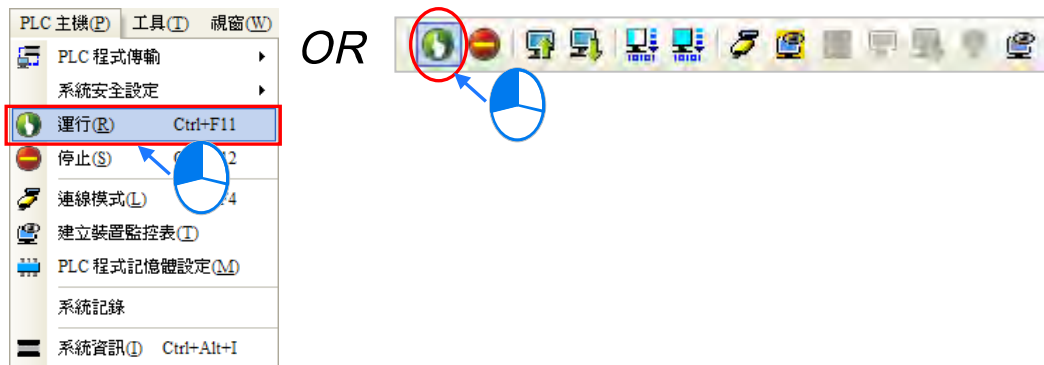 PLC 主機(P) 工具(T) 視窗(W)
PLC 程式傳輸
系統安全設定
運行(R) Ctrl+F11
停止(S)
連線模式(L)
建立裝置監控表(T)
PLC 程式記憶體設定(M)
系統記錄
系統資訊(I) Ctrl+Alt+I
OR